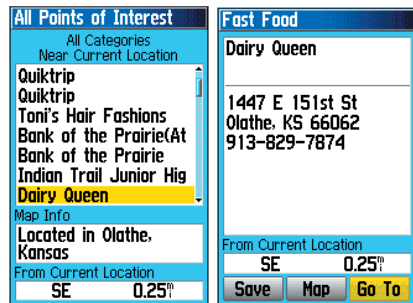 All Points of Interest
All Categories
Near Current Location
Quiktrip
Quiktrip
Toni's Hair Fashions
Bank of the Prairie(At
Bank of the Prairie
Indian Trail Junior Hig
Dairy Queen
Map Info
Located in Olathe,
Kansas
From Current Location
SE 0.25m
Fast Food
Dairy Queen
1447 E 151st St
Olathe, KS 66062
913-829-7874
From Current Location
SE 0.25m
Save Map Go To